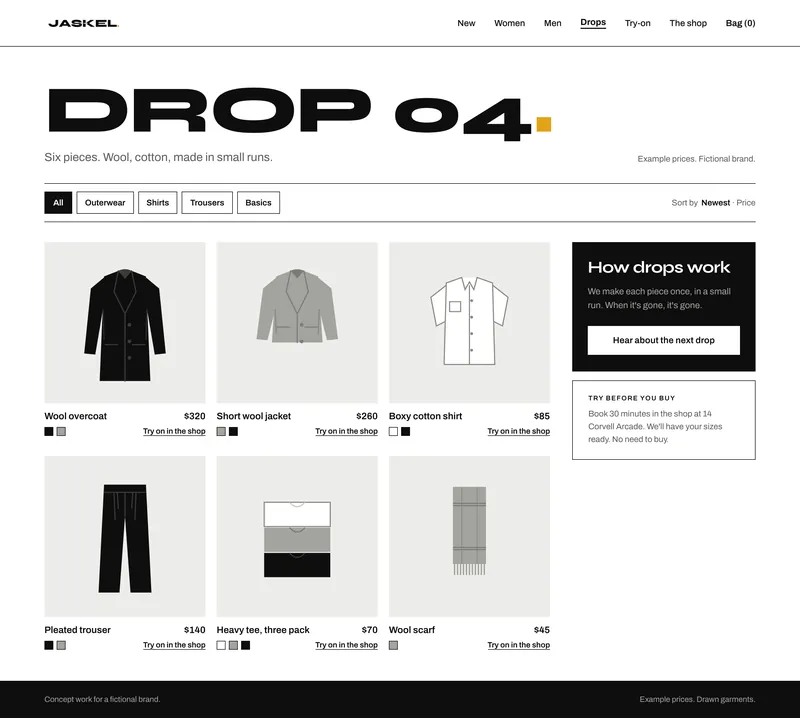 JASKEL.
New Women Men Drops Try-on The shop Bag (0)
DROP 04.
Six pieces. Wool, cotton, made in small runs.
Example prices. Fictional brand.
All Outerwear Shirts Trousers Basics
Sort by Newest · Price
Wool overcoat $320
Try on in the shop
Short wool jacket $260
Try on in the shop
Boxy cotton shirt $85
Try on in the shop
How drops work
We make each piece once, in a small
run. When it's gone, it's gone.
Hear about the next drop
TRY BEFORE YOU BUY
Book 30 minutes in the shop at 14
Corvell Arcade. We'll have your sizes
ready. No need to buy.
Pleated trouser $140
Try on in the shop
Heavy tee, three pack $70
Try on in the shop
Wool scarf $45
Try on in the shop
Concept work for a fictional brand.
Example prices. Drawn garments.